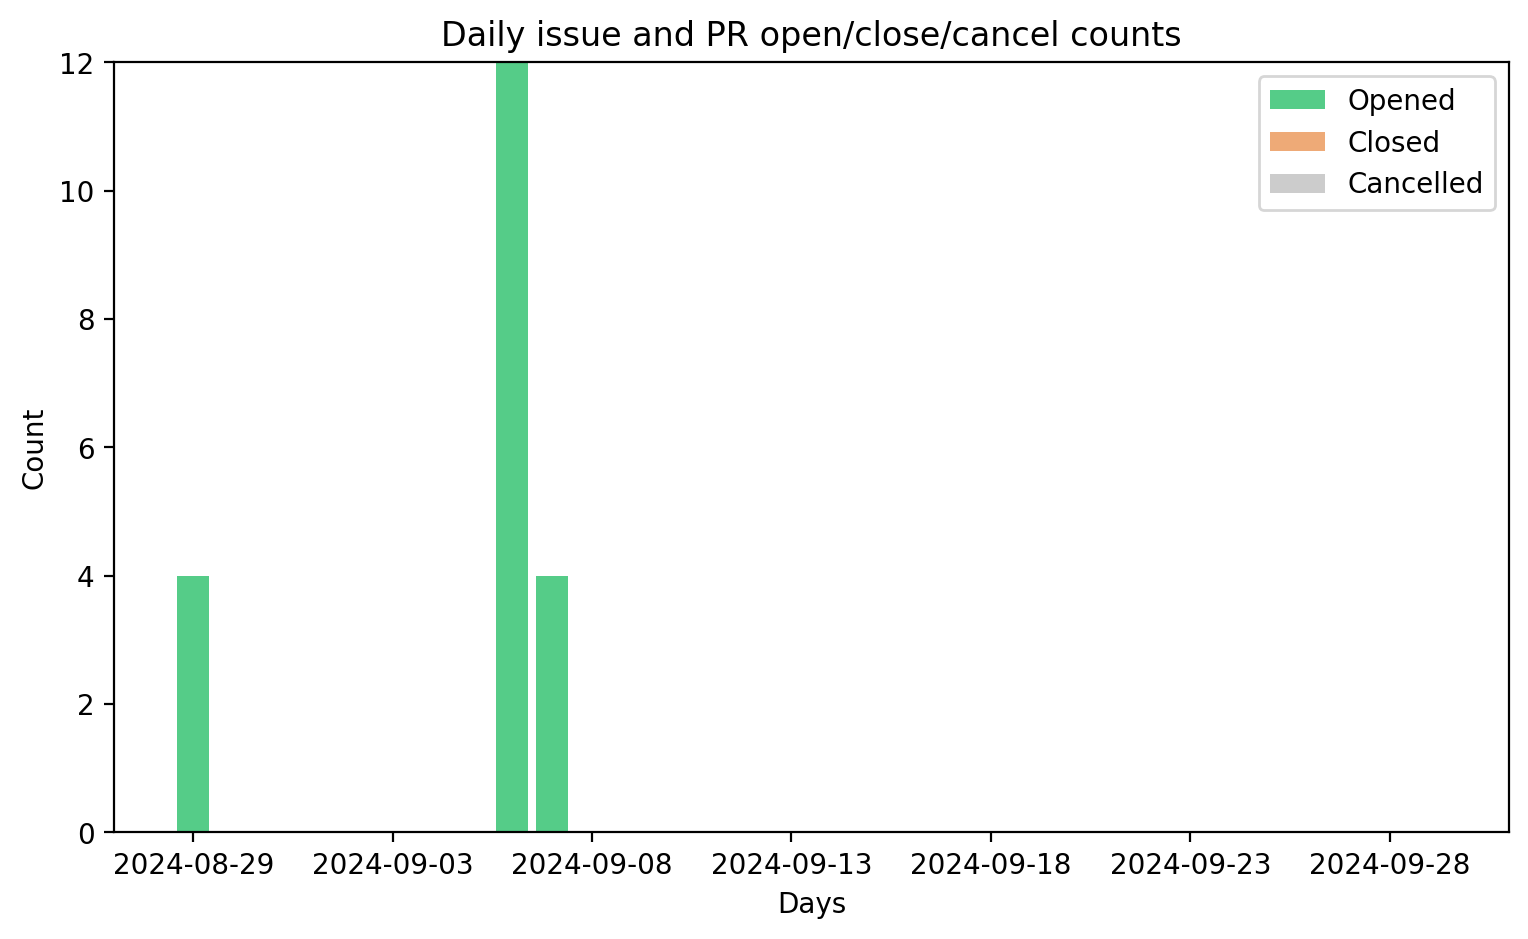 Daily issue and PR open/close/cancel counts
12
10
8
6
4
2
0
Count
Opened
Closed
Cancelled
2024-08-29 2024-09-03 2024-09-08 2024-09-13 2024-09-18 2024-09-23 2024-09-28
Days